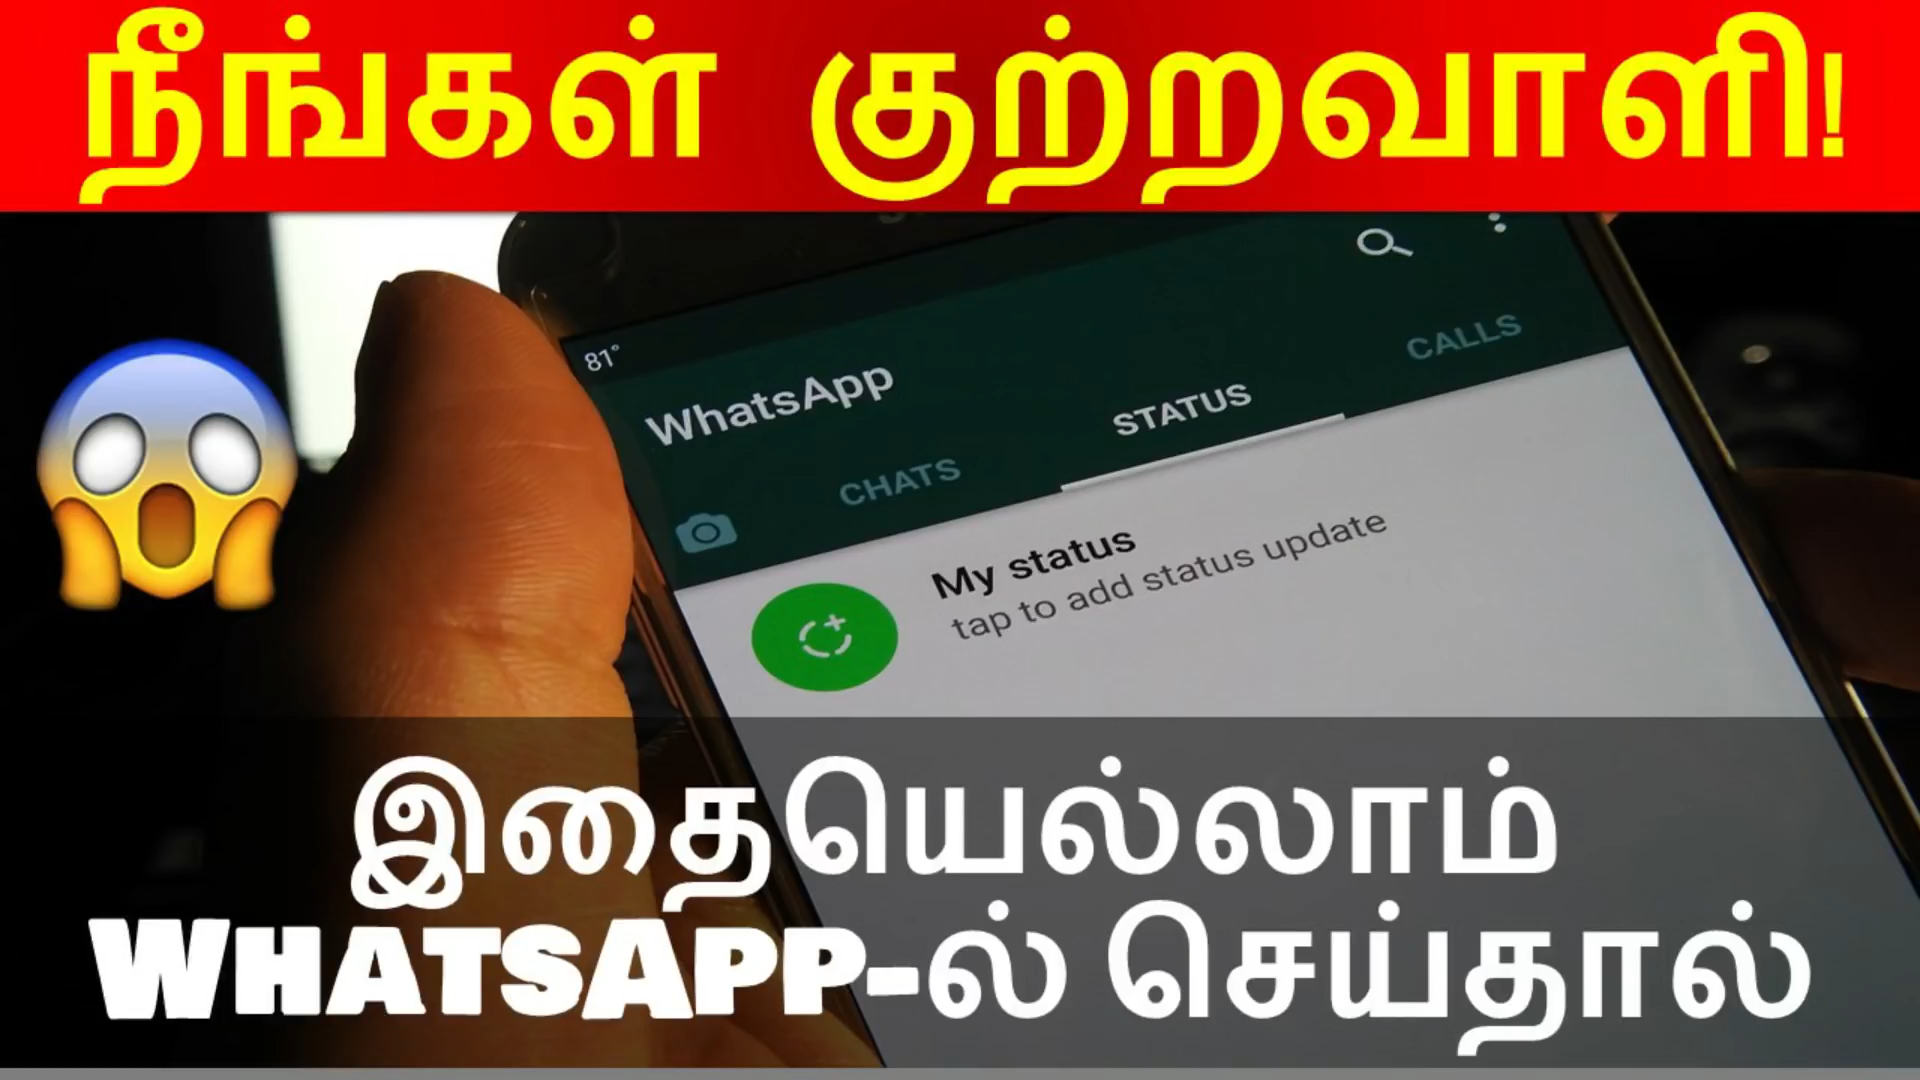 நீங்கள் குற்றவாளி!
81°
WhatsApp
CHATS
STATUS
CALLS
My status
tap to add status update
இதையெல்லாம்
WHATSAPP-ல் செய்தால்